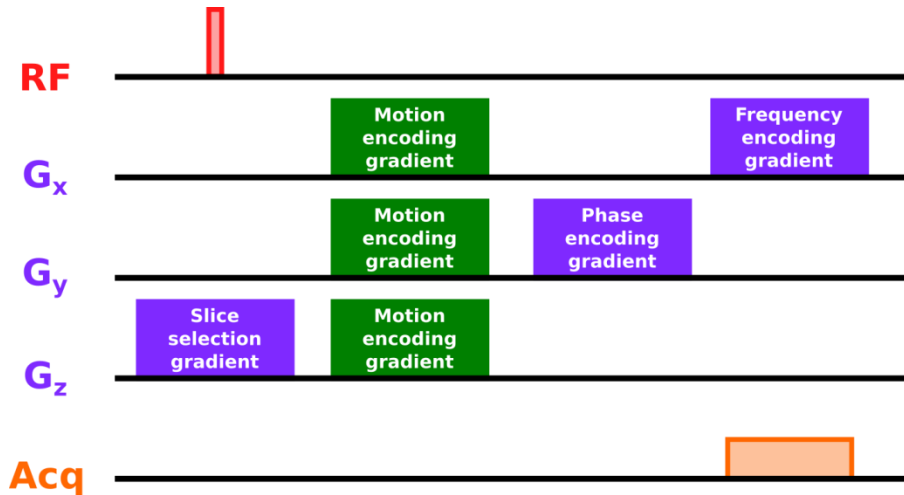 RF
Motion
encoding
gradient
Frequency
encoding
gradient
Gx
Motion
encoding
gradient
Phase
encoding
gradient
Gy
Slice
selection
gradient
Motion
encoding
gradient
Gz
Acq